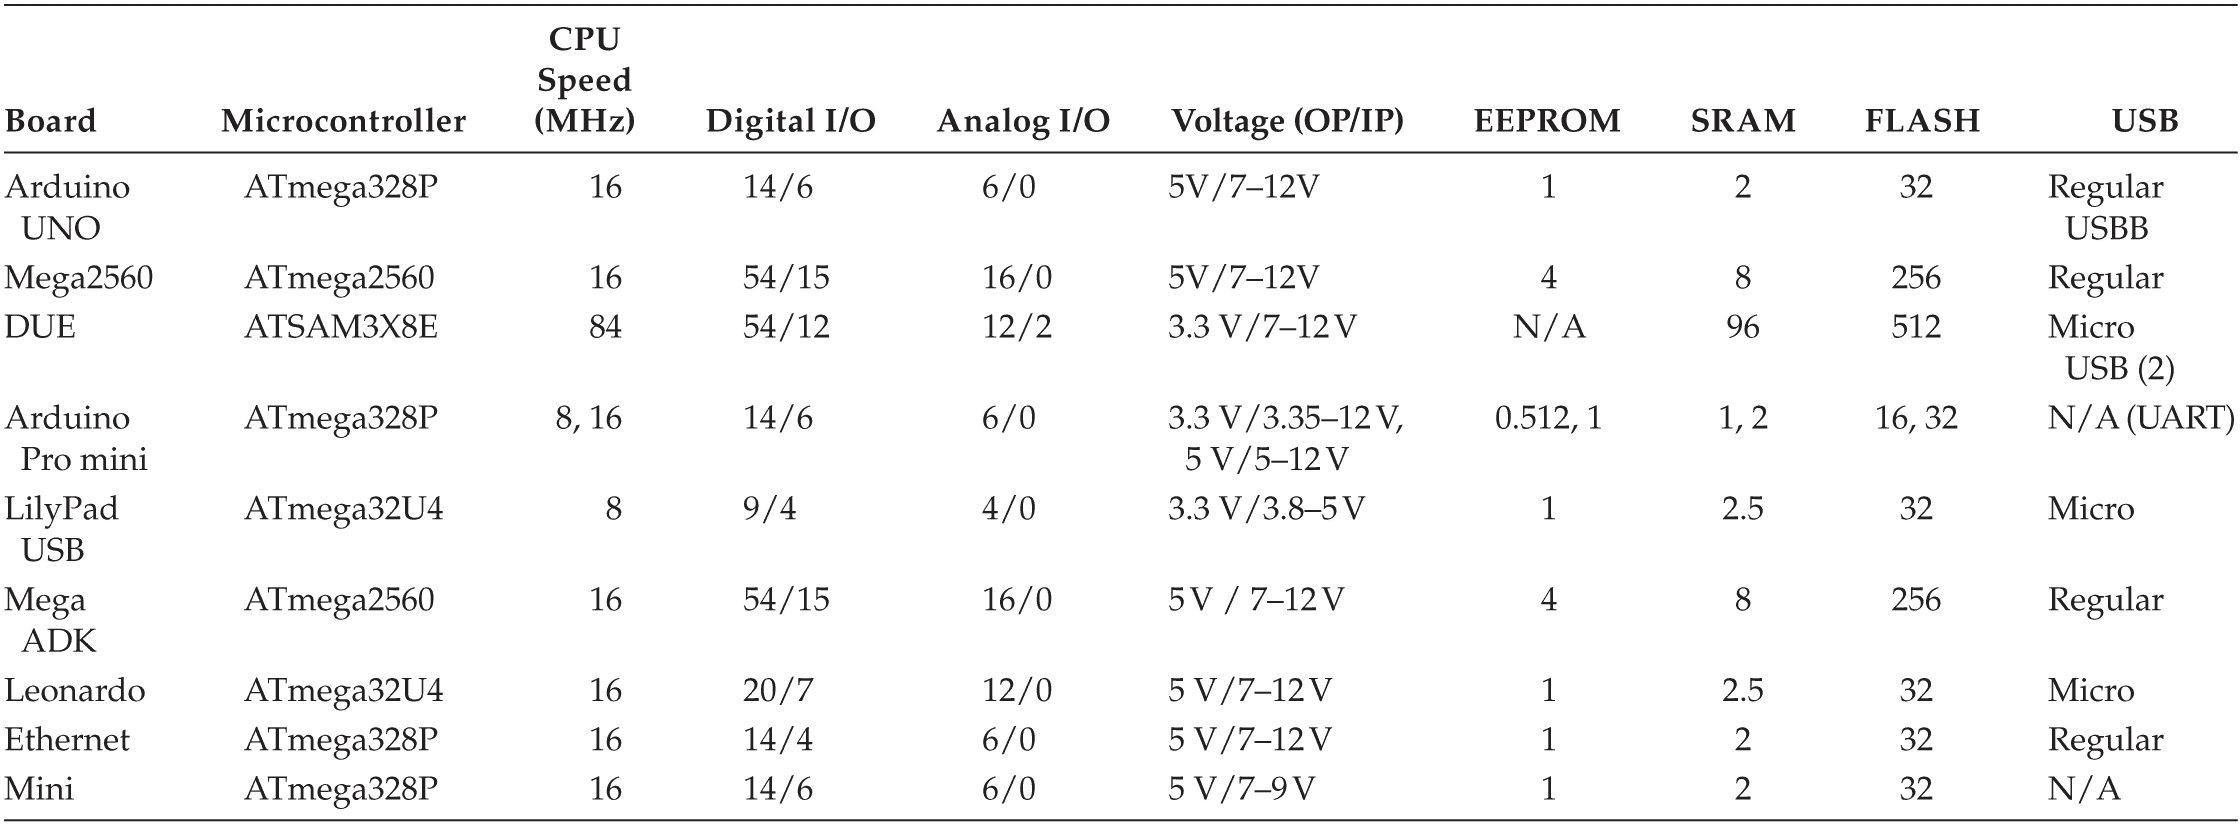 CPU
Speed
Board Microcontroller (MHz) Digital I/O Analog I/O Voltage (OP/IP) EEPROM SRAM FLASH USB
Arduino ATmega328P 16 14/6 6/0 5V/7–12V 1 2 32 Regular
UNO USBB
Mega2560 ATmega2560 16 54/15 16/0 5V/7–12V 4 8 256 Regular
DUE ATSAM3X8E 84 54/12 12/2 3.3 V/7–12 V N/A 96 512 Micro
USB (2)
Arduino ATmega328P 8, 16 14/6 6/0 3.3 V/3.35–12 V, 0.512, 1 1, 2 16, 32 N/A (UART)
Pro mini 5 V/5–12 V
LilyPad ATmega32U4 8 9/4 4/0 3.3 V/3.8–5 V 1 2.5 32 Micro
USB
Mega ATmega2560 16 54/15 16/0 5 V / 7–12 V 4 8 256 Regular
ADK
Leonardo ATmega32U4 16 20/7 12/0 5 V/7–12 V 1 2.5 32 Micro
Ethernet ATmega328P 16 14/4 6/0 5 V/7–12 V 1 2 32 Regular
Mini ATmega328P 16 14/6 6/0 5 V/7–9 V 1 2 32 N/A